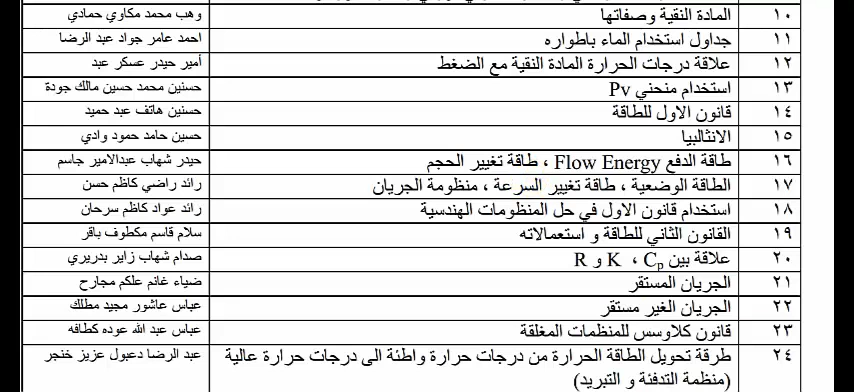 ١٠ المادة النقية وصفاتها وهب محمد مكاوي حمادي
١١ جداول استخدام الماء باطواره احمد عامر جواد عبد الرضا
١٢ علاقة درجات الحرارة المادة النقية مع الضغط أمير حيدر عسكر عبد
١٣ استخدام منحني Pv حسنين محمد حسين مالك جودة
١٤ قانون الاول للطاقة حسنين هاتف عبد حميد
١٥ الانثالبيا حسين حامد حمود وادي
١٦ طاقة الدفع Flow Energy ، طاقة تغيير الحجم حيدر شهاب عبدالامير جاسم
١٧ الطاقة الوضعية ، طاقة تغيير السرعة ، منظومة الجريان رائد راضي كاظم حسن
١٨ استخدام قانون الاول في حل المنظومات الهندسية رائد عواد كاظم سرحان
١٩ القانون الثاني للطاقة و استعمالاته سلام قاسم مكطوف باقر
٢٠ علاقة بين Cp ، K و R صدام شهاب زاير بدريري
٢١ الجريان المستقر ضياء غانم علكم مجارح
٢٢ الجريان الغير مستقر عباس عاشور مجيد مطلك
٢٣ قانون كلاوسس للمنظمات المغلقة عباس عبد الله عوده كطافه
٢٤ طرقة تحويل الطاقة الحرارة من درجات حرارة واطئة الى درجات حرارة عالية عبد الرضا دعبول عزيز خنجر
(منظمة التدفئة و التبريد)